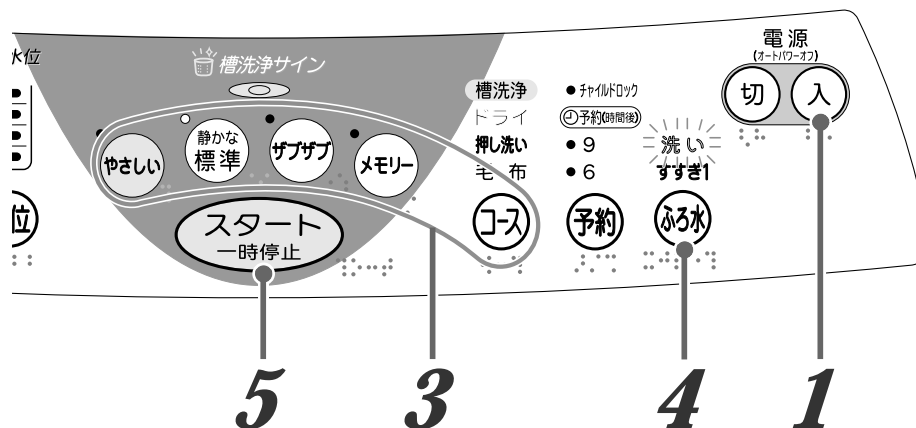 水位
槽洗浄サイン
電源
(オートパワーオフ)
切
入
槽洗浄
ドライ
押し洗い
毛布
チャイルドロック
予約(時間後)
9
6
洗い
すすぎ1
やさしい
静かな
標準
ザブザブ
メモリー
位
スタート
一時停止
コース
予約
ふろ水
5
3
4
1